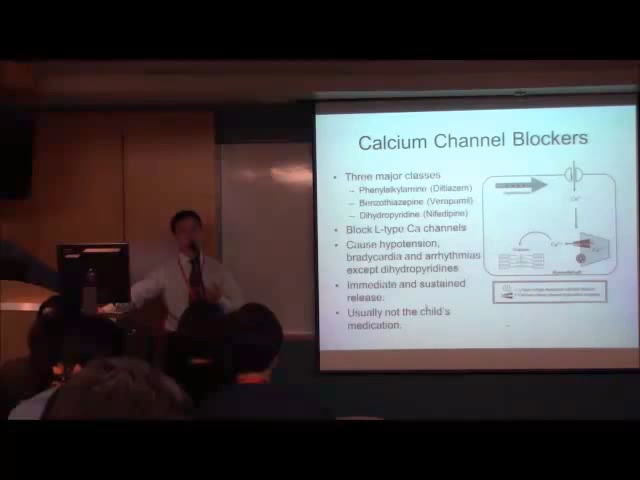 Calcium Channel Blockers
• Three major classes
– Phenylalkylamine (Diltiazem)
– Benzothiazepine (Verapamil)
– Dihydropyridine (Nifedipine)
• Block L-type Ca channels
• Cause hypotension,
bradycardia and arrhythmias
except dihydropyridines
• Immediate and sustained
release.
• Usually not the child's
medication.